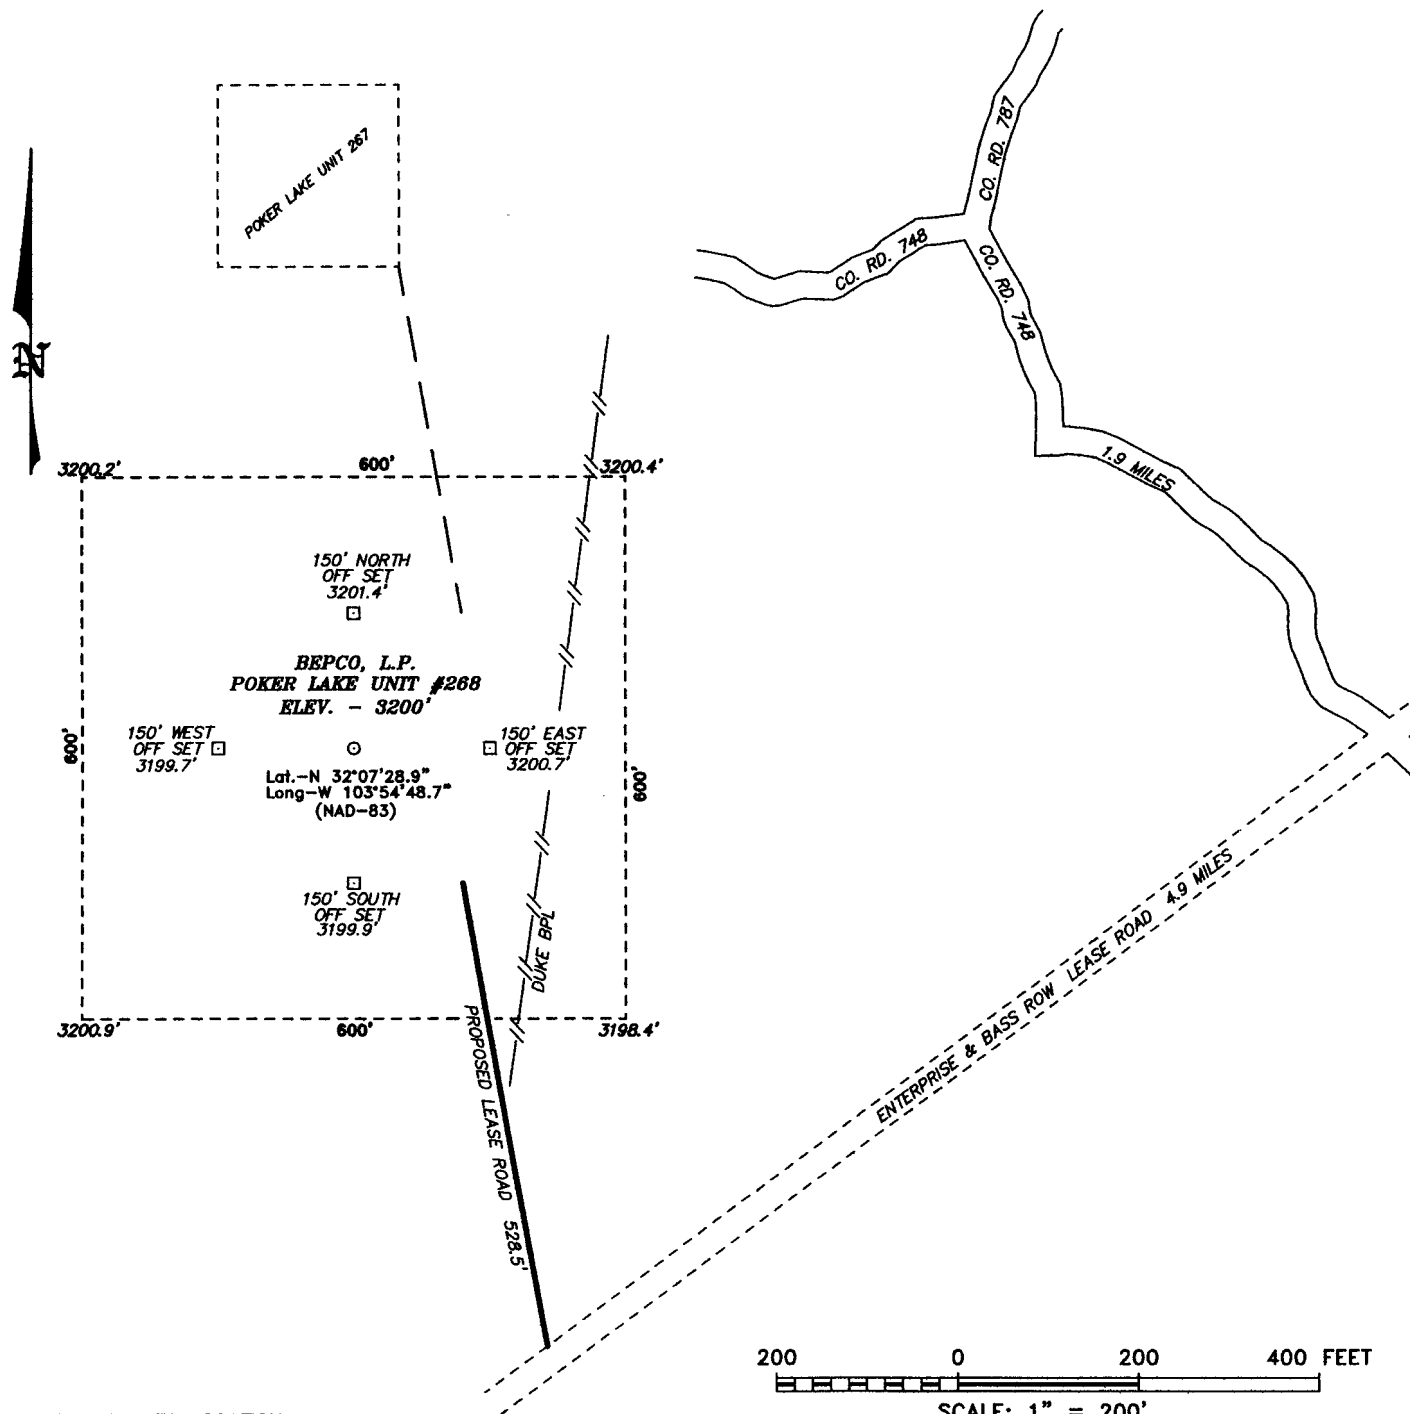 CO. RD. 787
POKER LAKE UNIT 267
CO. RD. 748
CO. RD. 748
N
3200.2'
600'
3200.4'
1.9 MILES
150' NORTH
OFF SET
3201.4'
BEPCO, L.P.
POKER LAKE UNIT #268
ELEV. - 3200'
600'
150' WEST
OFF SET
3199.7'
150' EAST
OFF SET
3200.7'
600'
Lat.-N 32°07'28.9"
Long-W 103°54'48.7"
(NAD-83)
150' SOUTH
OFF SET
3199.9'
DUKE BPL
ENTERPRISE & BASS ROW LEASE ROAD 4.9 MILES
3200.9'
600'
3198.4'
PROPOSED LEASE ROAD 528.5'
200 0 200 400 FEET
SCALE: 1" = 200'